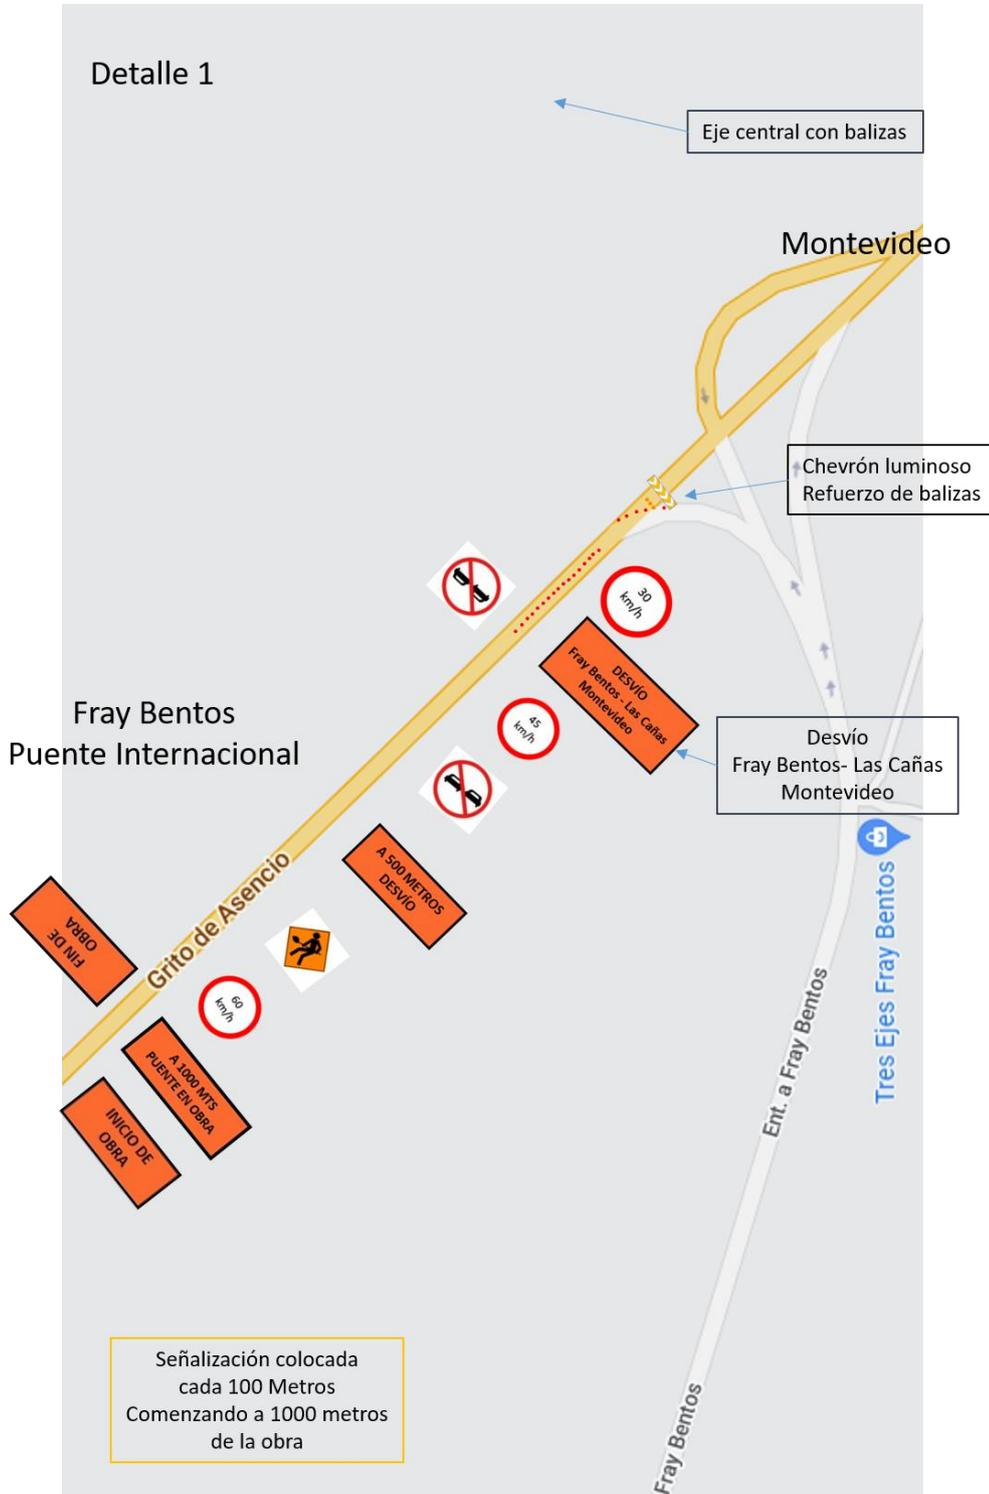 Detalle 1
Eje central con balizas
Montevideo
Chevrón luminoso
Refuerzo de balizas
30
km/h
DESVÍO
Fray Bentos - Las Cañas
Montevideo
45
km/h
Fray Bentos
Puente Internacional
Desvío
Fray Bentos- Las Cañas
Montevideo
A 500 METROS
DESVÍO
Grito de Asencio
FIN DE
OBRA
60
km/h
A 1000 MTS
PUENTE EN OBRA
INICIO DE
OBRA
Tres Ejes Fray Bentos
Ent. a Fray Bentos
Fray Bentos
Señalización colocada
cada 100 Metros
Comenzando a 1000 metros
de la obra